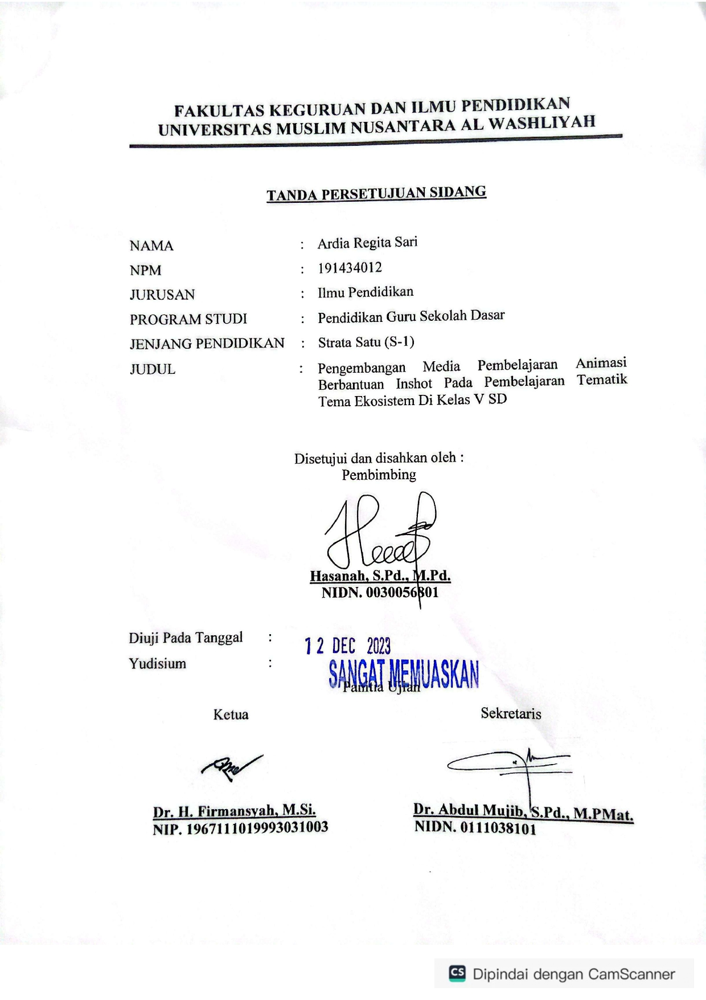 FAKULTAS KEGURUAN DAN ILMU PENDIDIKAN
UNIVERSITAS MUSLIM NUSANTARA AL WASHLIYAH
TANDA PERSETUJUAN SIDANG
NAMA : Ardia Regita Sari
NPM : 191434012
JURUSAN : Ilmu Pendidikan
PROGRAM STUDI : Pendidikan Guru Sekolah Dasar
JENJANG PENDIDIKAN : Strata Satu (S-1)
JUDUL : Pengembangan Media Pembelajaran Animasi
Berbantuan Inshot Pada Pembelajaran Tematik
Tema Ekosistem Di Kelas V SD
Disetujui dan disahkan oleh :
Pembimbing
Hasanah, S.Pd., M.Pd.
NIDN. 0030056801
Diuji Pada Tanggal : 12 DEC 2023
Yudisium : SANGAT MEMUASKAN
Panitia Ujian
Ketua Sekretaris
Dr. H. Firmansyah, M.Si. Dr. Abdul Mujib, S.Pd., M.PMat.
NIP. 1967111019993031003 NIDN. 0111038101
CS Dipindai dengan CamScanner